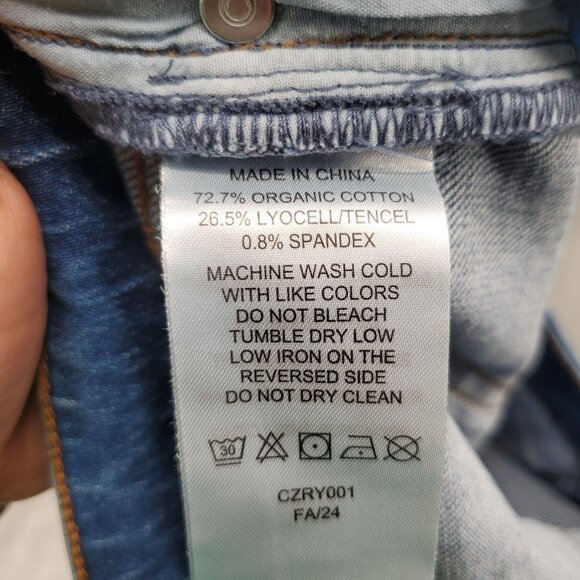 MADE IN CHINA
72.7% ORGANIC COTTON
26.5% LYOCELL/TENCEL
0.8% SPANDEX
MACHINE WASH COLD
WITH LIKE COLORS
DO NOT BLEACH
TUMBLE DRY LOW
LOW IRON ON THE
REVERSED SIDE
DO NOT DRY CLEAN
30
CZRY001
FA/24